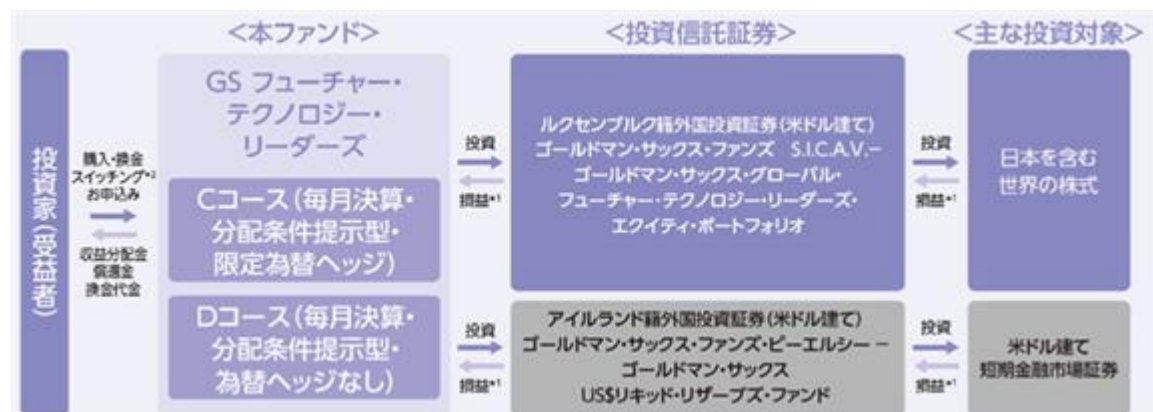 <本ファンド>
<投資信託証券>
<主な投資対象>
投資家(受益者)
購入・換金
スイッチング*2
お申込み
収益分配金
償還金
換金代金
GS フューチャー・
テクノロジー・
リーダーズ
Cコース(毎月決算・
分配条件提示型・
限定為替ヘッジ)
Dコース(毎月決算・
分配条件提示型・
為替ヘッジなし)
投資
損益*1
ルクセンブルク籍外国投資証券(米ドル建て)
ゴールドマン・サックス・ファンズ S.I.C.A.V.−
ゴールドマン・サックス・グローバル・
フューチャー・テクノロジー・リーダーズ・
エクイティ・ポートフォリオ
投資
損益*1
日本を含む
世界の株式
投資
損益*1
アイルランド籍外国投資証券(米ドル建て)
ゴールドマン・サックス・ファンズ・ピーエルシー −
ゴールドマン・サックス
US$リキッド・リザーブズ・ファンド
投資
損益*1
米ドル建て
短期金融市場証券